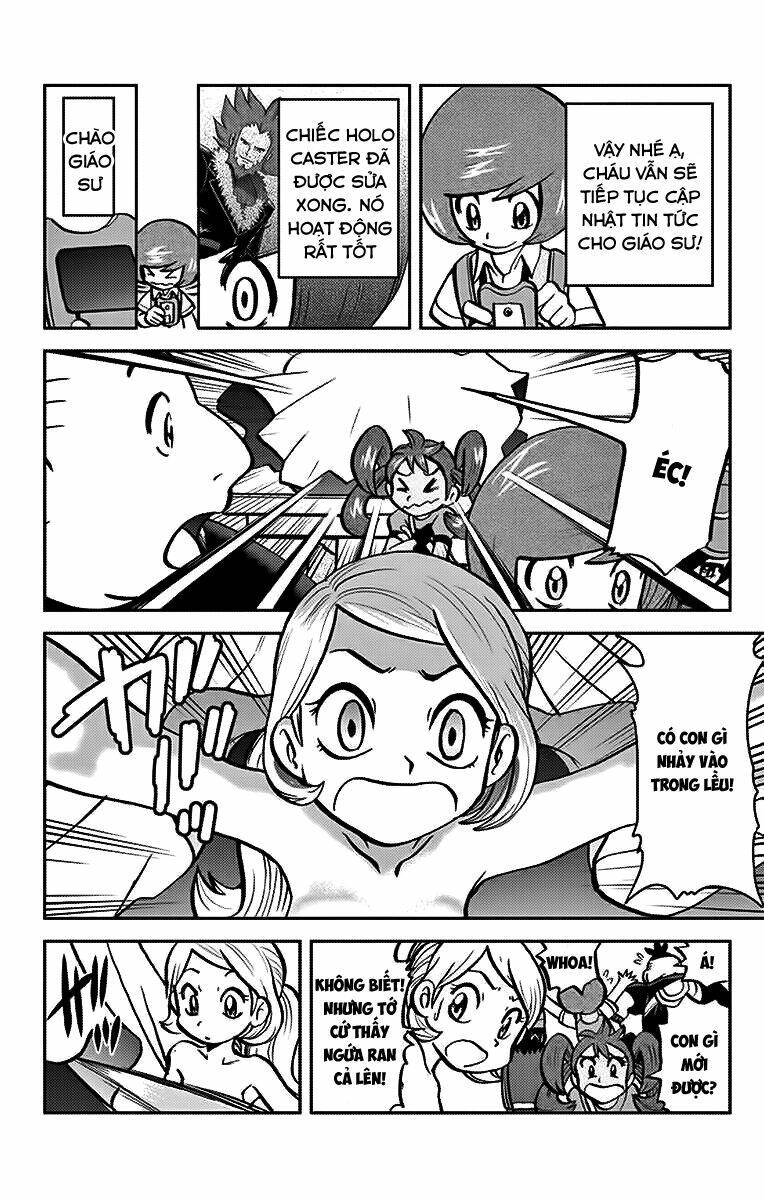 VẬY NHÉ Ạ,
CHÁU VẪN SẼ
TIẾP TỤC CẬP
NHẬT TIN TỨC
CHO GIÁO SƯ!
CHIẾC HOLO
CASTER ĐÃ
ĐƯỢC SỬA
XONG. NÓ
HOẠT ĐỘNG
RẤT TỐT
CHÀO
GIÁO
SƯ
ÉC!
CÓ CON GÌ
NHẢY VÀO
TRONG LỀU!
Á!
WHOA!
CON GÌ
MỚI
ĐƯỢC?
KHÔNG BIẾT!
NHƯNG TỚ
CỨ THẤY
NGỨA RAN
CẢ LÊN!